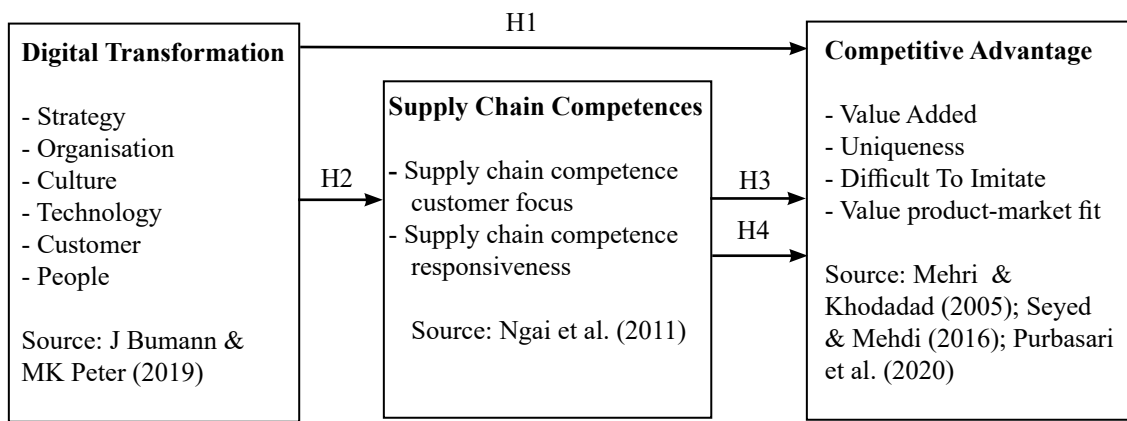 H1
Digital Transformation
- Strategy
- Organisation
- Culture
- Technology
- Customer
- People
Source: J Bumann &
MK Peter (2019)
H2
Supply Chain Competences
- Supply chain competence
customer focus
- Supply chain competence
responsiveness
Source: Ngai et al. (2011)
H3
H4
Competitive Advantage
- Value Added
- Uniqueness
- Difficult To Imitate
- Value product-market fit
Source: Mehri &
Khodadad (2005); Seyed
& Mehdi (2016); Purbasari
et al. (2020)